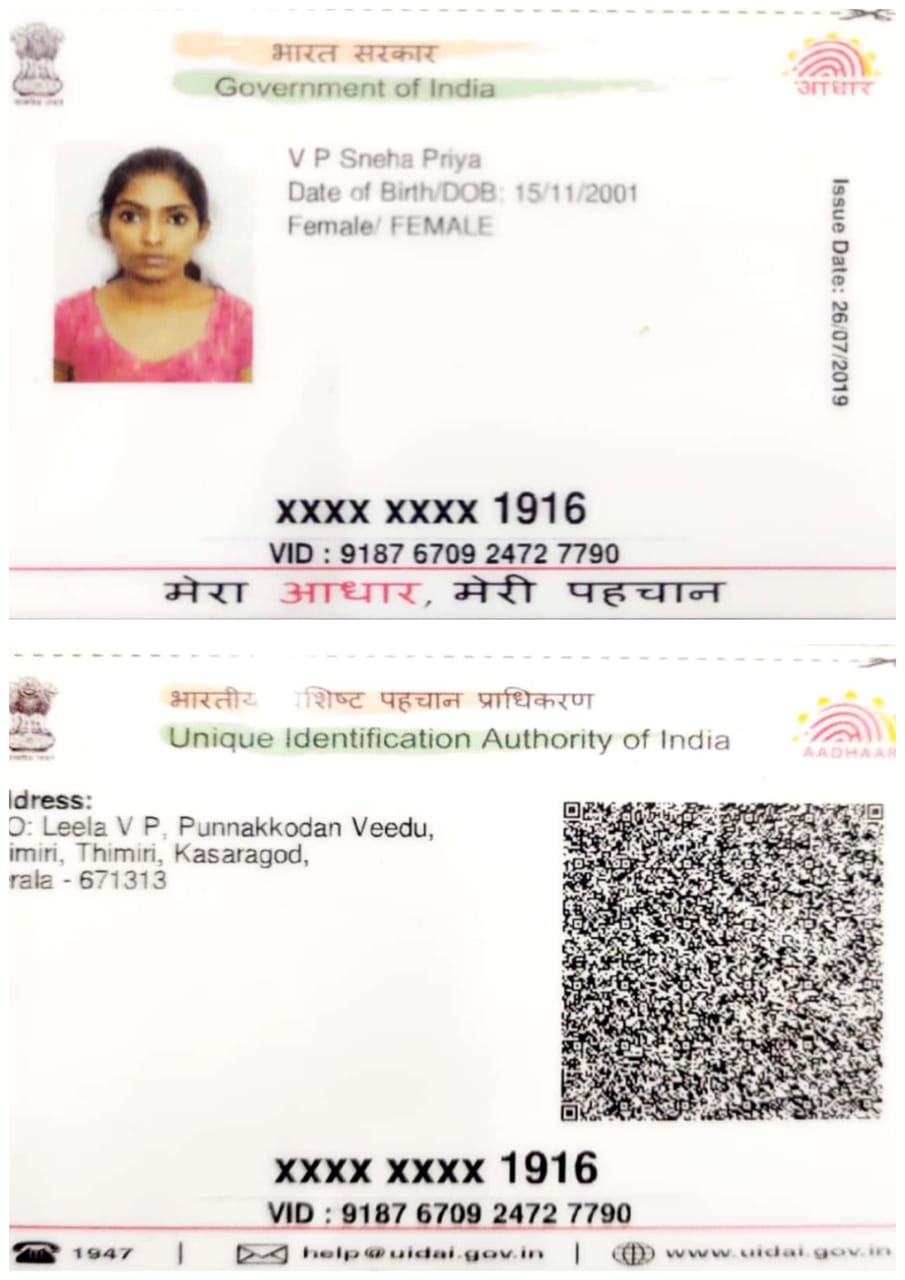 भारत सरकार
Government of India
आधार
V P Sneha Priya
Date of Birth/DOB: 15/11/2001
Female/ FEMALE
Issue Date: 26/07/2019
xxxx xxxx 1916
VID : 9187 6709 2472 7790
मेरा आधार, मेरी पहचान
भारतीय शिष्ट पहचान प्राधिकरण
Unique Identification Authority of India
AADHAAR
dress:
O: Leela V P, Punnakkodan Veedu,
imiri, Thimiri, Kasaragod,
rala - 671313
xxxx xxxx 1916
VID : 9187 6709 2472 7790
1947 | help@uidai.gov.in | www.uidai.gov.in